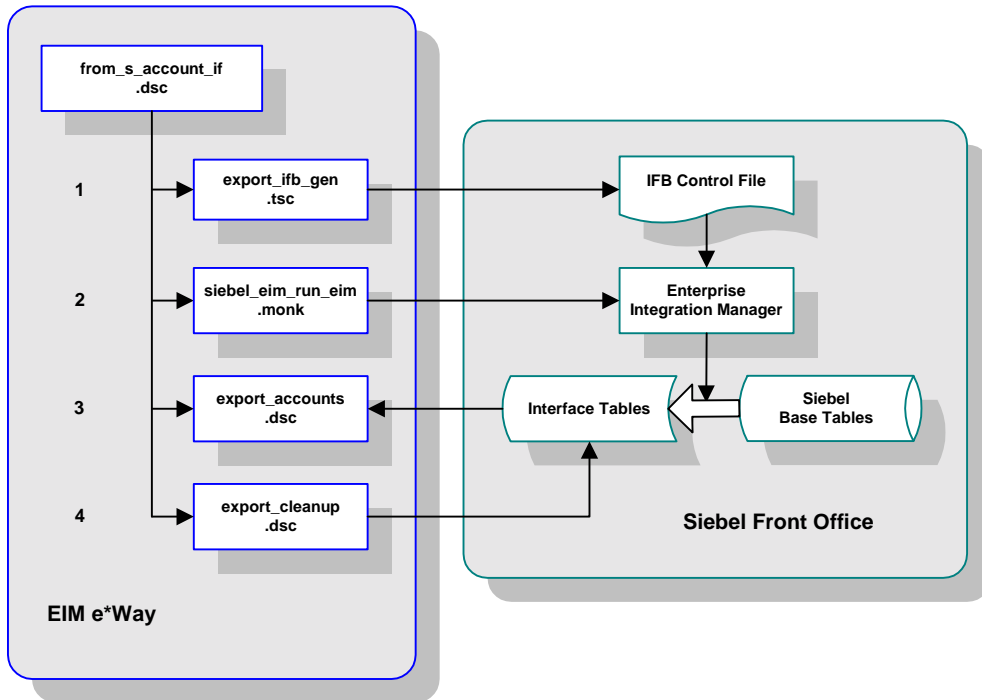 from_s_account_if
.dsc
1
export_ifb_gen
.tsc
IFB Control File
2
siebel_eim_run_eim
.monk
Enterprise
Integration Manager
3
export_accounts
.dsc
Interface Tables
Siebel
Base Tables
4
export_cleanup
.dsc
Siebel Front Office
EIM e*Way